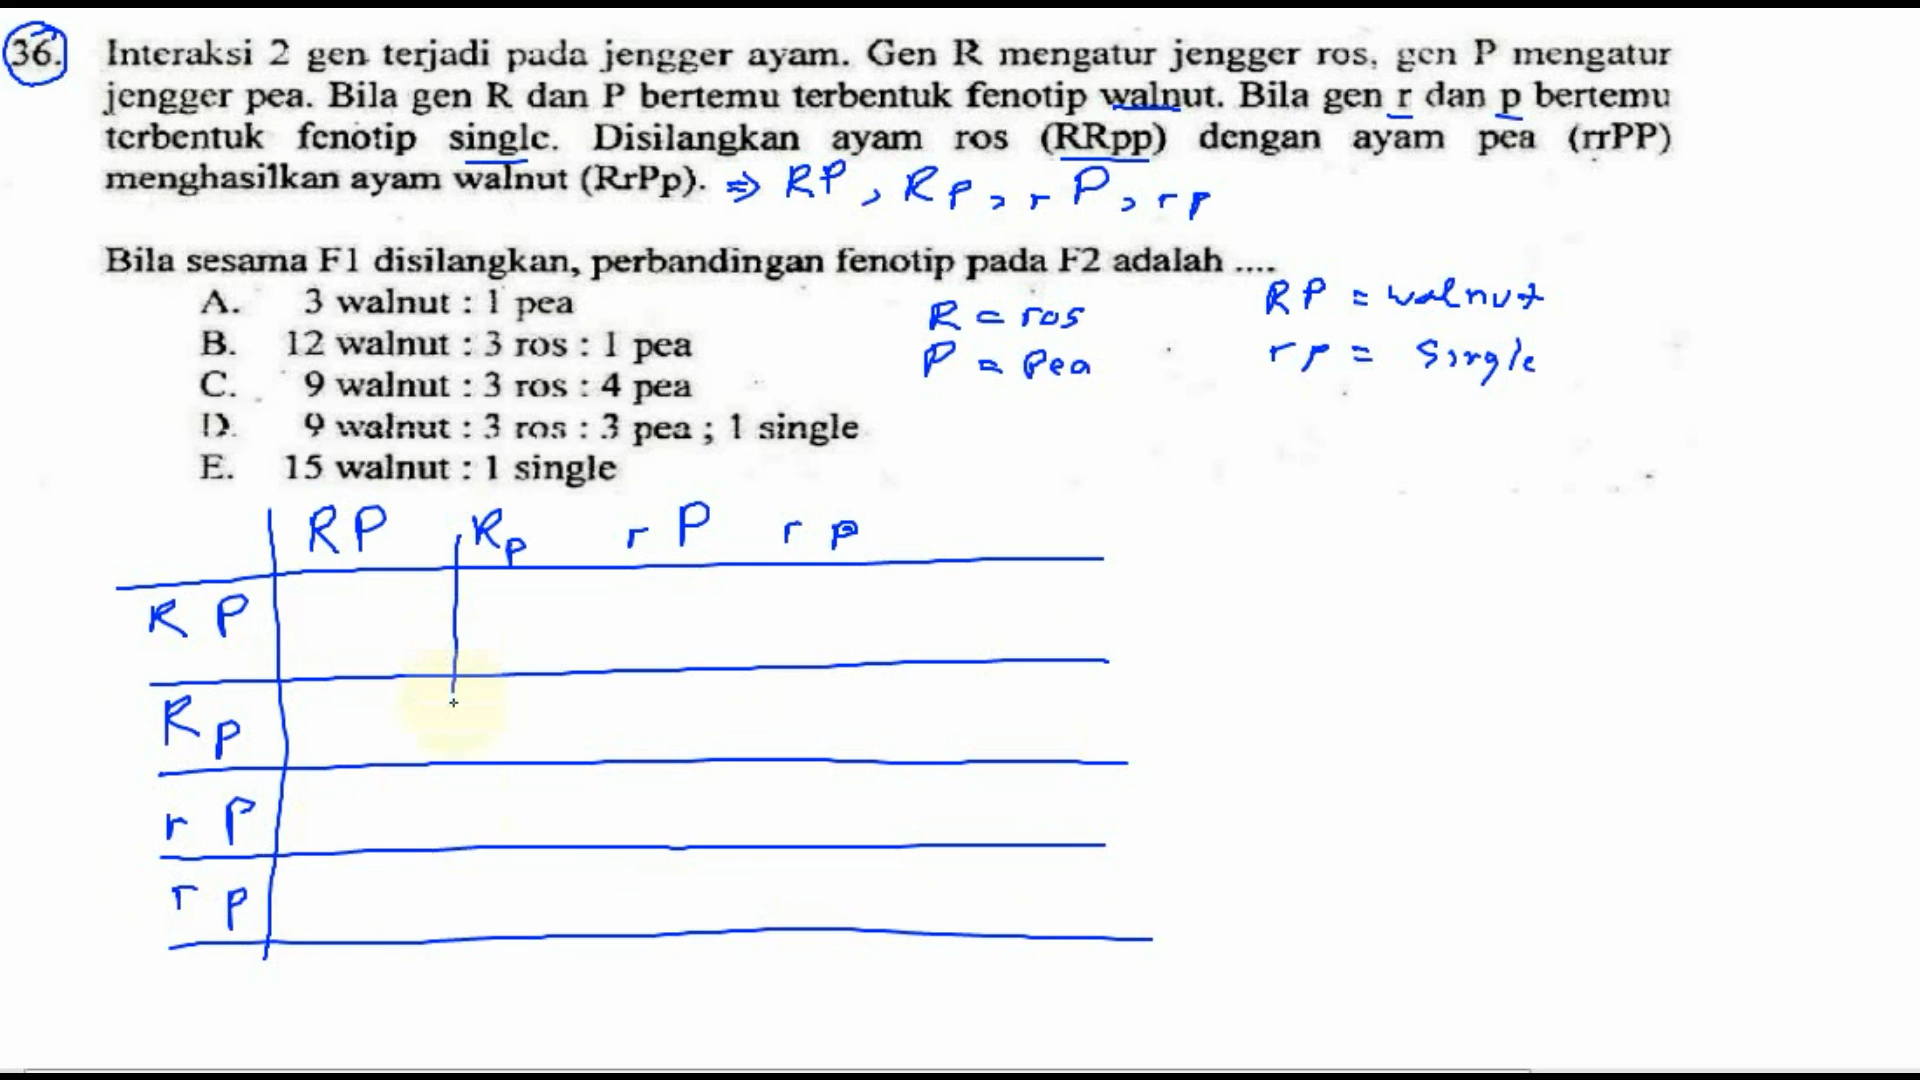 36. Interaksi 2 gen terjadi pada jengger ayam. Gen R mengatur jengger ros, gen P mengatur
jengger pea. Bila gen R dan P bertemu terbentuk fenotip walnut. Bila gen r dan p bertemu
terbentuk fenotip single. Disilangkan ayam ros (RRpp) dengan ayam pea (rrPP)
menghasilkan ayam walnut (RrPp). ⇒ RP, Rp, rP, rp
Bila sesama F1 disilangkan, perbandingan fenotip pada F2 adalah ....
A. 3 walnut : 1 pea
B. 12 walnut : 3 ros : 1 pea
C. 9 walnut : 3 ros : 4 pea
D. 9 walnut : 3 ros : 3 pea ; 1 single
E. 15 walnut : 1 single
R = ros
P = pea
RP = walnut
rp = single
RP Rp rP rp
RP
Rp
rP
rp